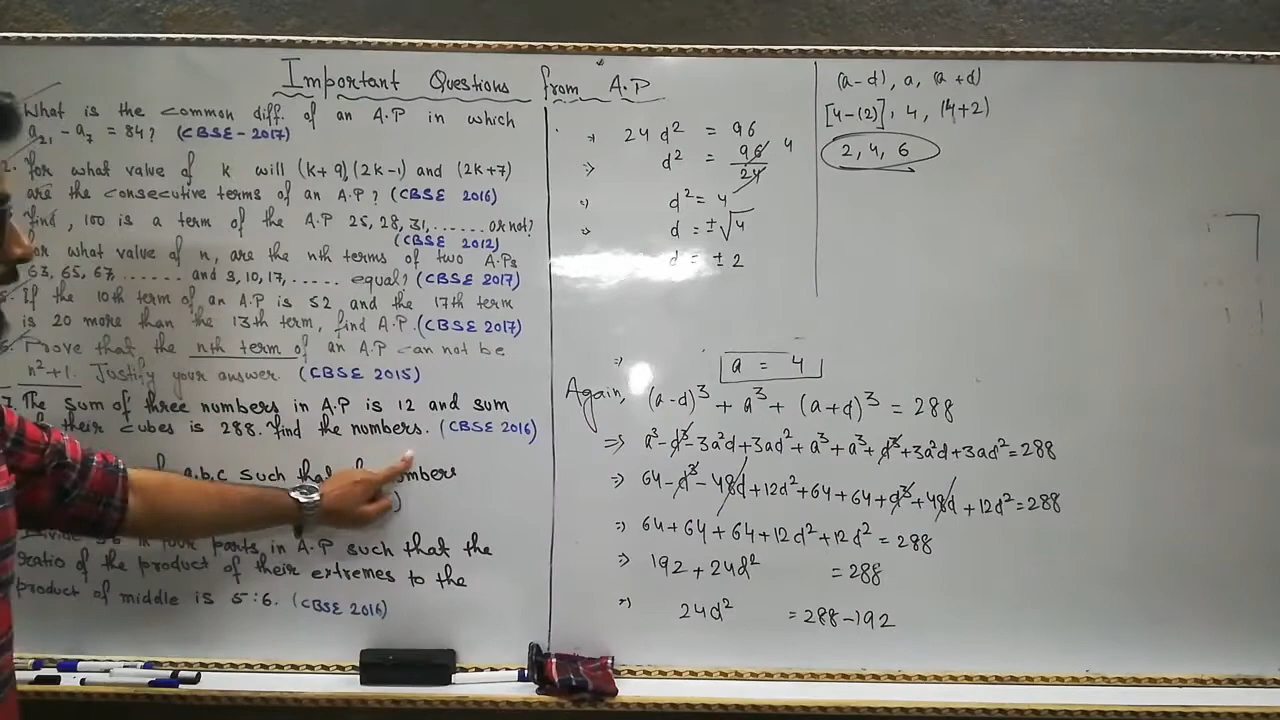 Important Questions from A.P
What is the common diff. of an A.P in which
a₂₁ - a₇ = 84? (CBSE-2017)
2. For what value of k will (k+9), (2k-1) and (2k+7)
are the consecutive terms of an A.P? (CBSE 2016)
Find, 100 is a term of the A.P 25, 28, 31, ...... or not?
(CBSE 2012)
For what value of n, are the nth terms of two A.Ps
63, 65, 67, ...... and 3, 10, 17, ...... equal? (CBSE 2017)
5. If the 10th term of an A.P is 52 and the 17th term
is 20 more than the 13th term, find A.P. (CBSE 2017)
6. Prove that the nth term of an A.P can not be
n²+1. Justify your answer. (CBSE 2015)
7. The sum of three numbers in A.P is 12 and sum
their cubes is 288. Find the numbers. (CBSE 2016)
a,b,c such that
in four parts in A.P such that the
ratio of the product of their extremes to the
product of middle is 5:6. (CBSE 2016)
⇒ 24d² = 96
⇒ d² = 96/24 4
⇒ d² = 4
⇒ d = ±√4
d = ±2
⇒ a = 4
Again, (a-d)³ + a³ + (a+d)³ = 288
⇒ a³-d³-3a²d+3ad²+a³+a³+d³+3a²d+3ad²=288
⇒ 64-d³-48d+12d²+64+64+d³+48d+12d²=288
⇒ 64+64+64+12d²+12d²=288
⇒ 192+24d² =288
⇒ 24d² =288-192
(a-d), a, (a+d)
[4-(2)], 4, (4+2)
2, 4, 6